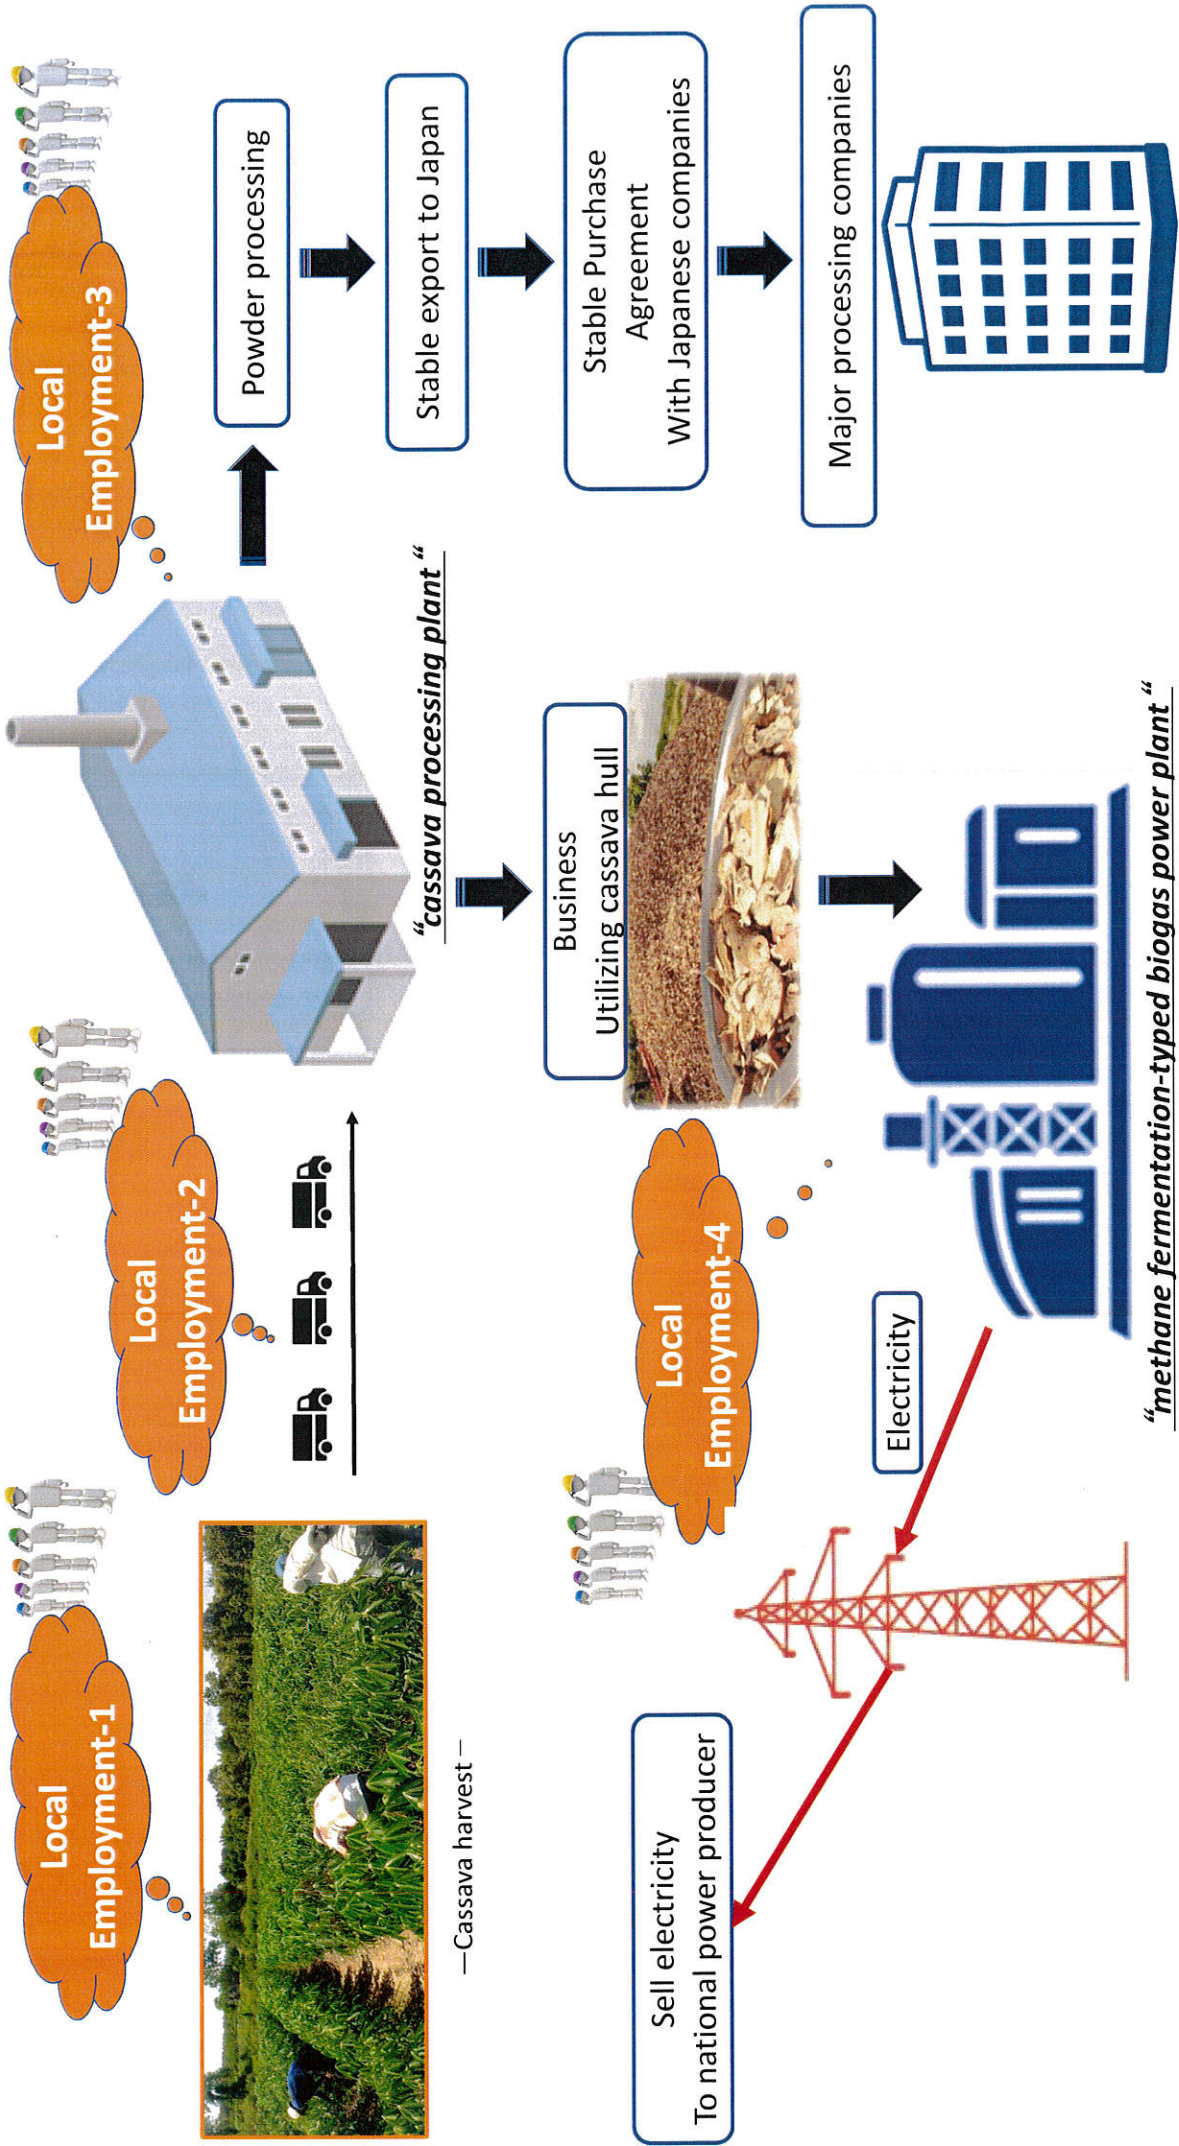 Local
Employment-1
Local
Employment-2
Local
Employment-3
—Cassava harvest—
“cassava processing plant“
Powder processing
Stable export to Japan
Stable Purchase
Agreement
With Japanese companies
Major processing companies
Business
Utilizing cassava hull
Local
Employment-4
Electricity
Sell electricity
To national power producer
“methane fermentation-typed biogas power plant“